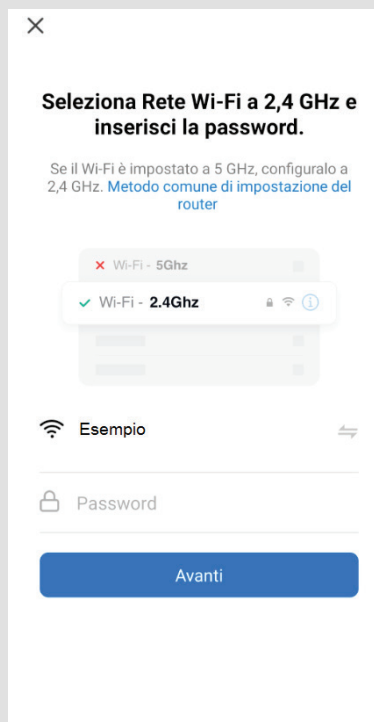 Seleziona Rete Wi-Fi a 2,4 GHz e
inserisci la password.
Se il Wi-Fi è impostato a 5 GHz, configuralo a
2,4 GHz. Metodo comune di impostazione del
router
Wi-Fi - 5Ghz
Wi-Fi - 2.4Ghz
Esempio
Password
Avanti